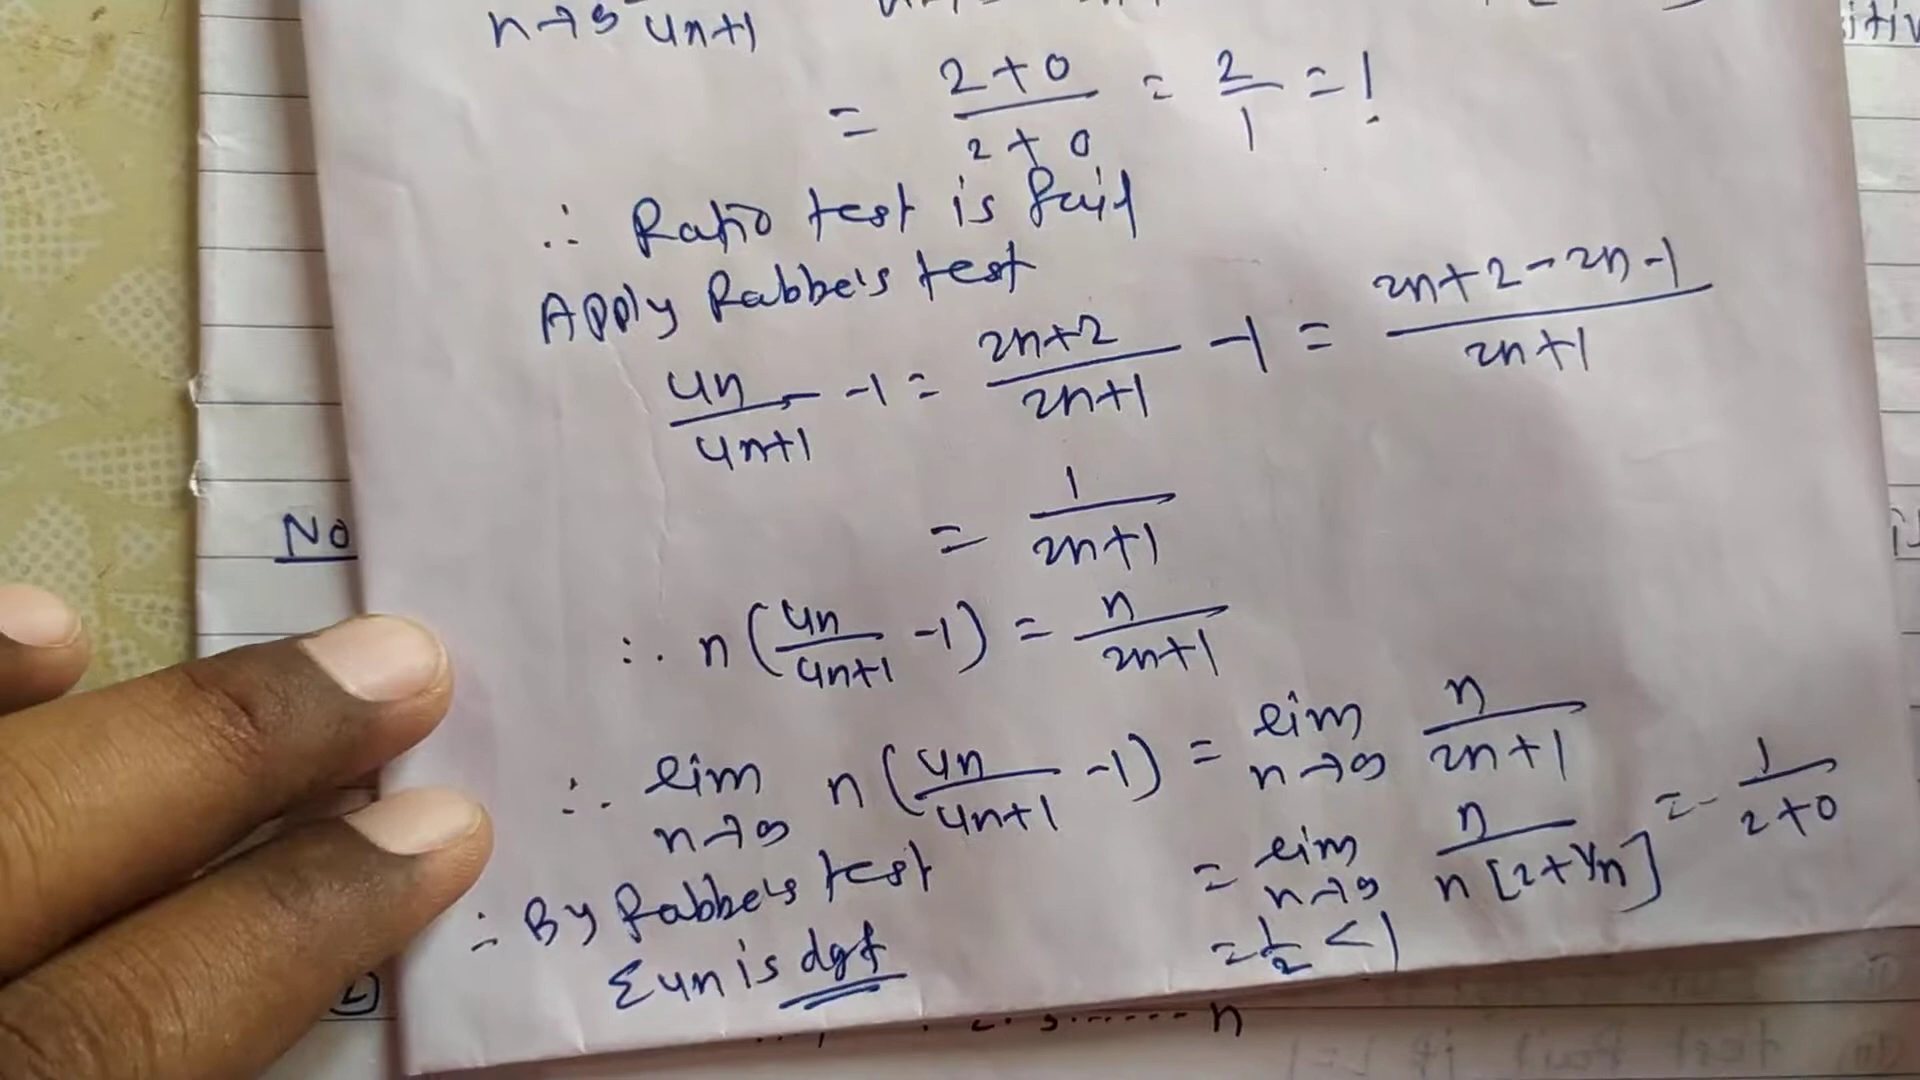 n→∞ un+1
= 2+0/2+0 = 2/1 = 1.
∴ Ratio test is fail
Apply Rabbe's test
un/un+1 -1 = 2n+2/2n+1 -1 = 2n+2-2n-1/2n+1
= 1/2n+1
∴ n(un/un+1 -1) = n/2n+1
∴ lim n→∞ n(un/un+1 -1) = lim n→∞ n/2n+1
= lim n→∞ n/n[2+1/n] = 1/2+0
= 1/2 < 1
∴ By Rabbe's test
Σun is dgt
No
n